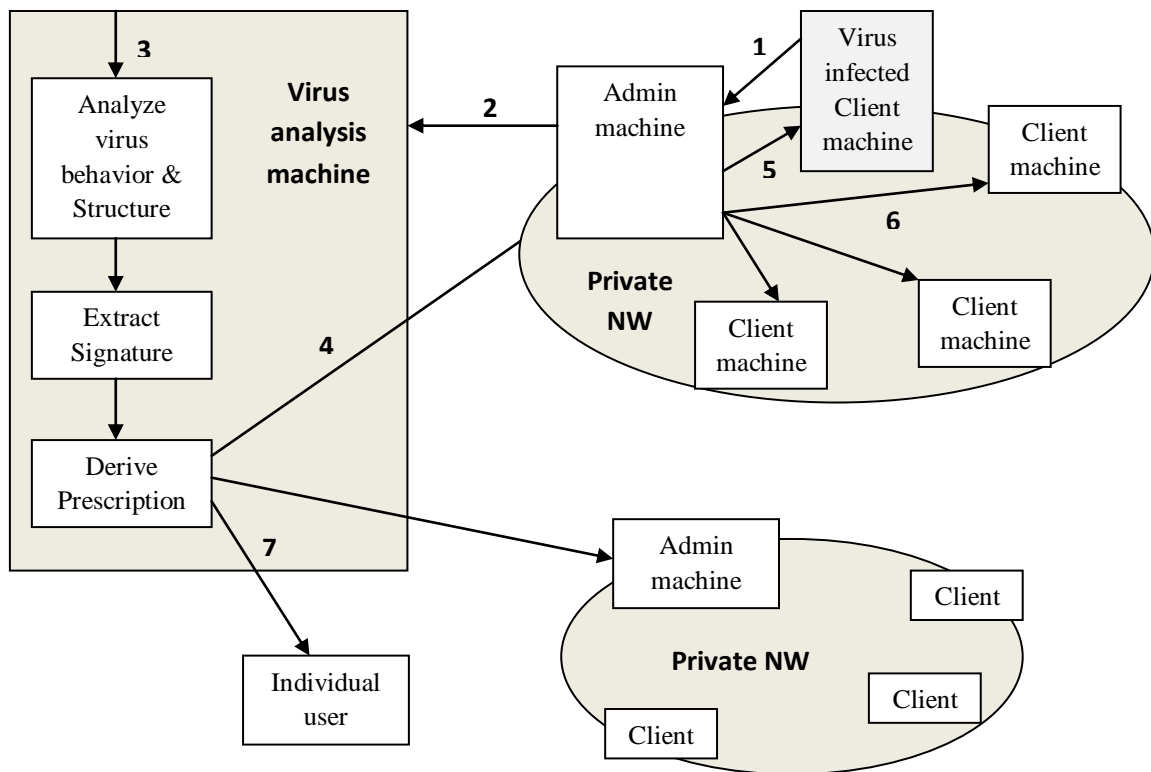 3
Analyze
virus
behavior &
Structure
Virus
analysis
machine
Extract
Signature
Derive
Prescription
2
1
Admin
machine
Virus
infected
Client
machine
5
Client
machine
6
Private
NW
Client
machine
Client
machine
4
7
Individual
user
Admin
machine
Client
Private NW
Client
Client